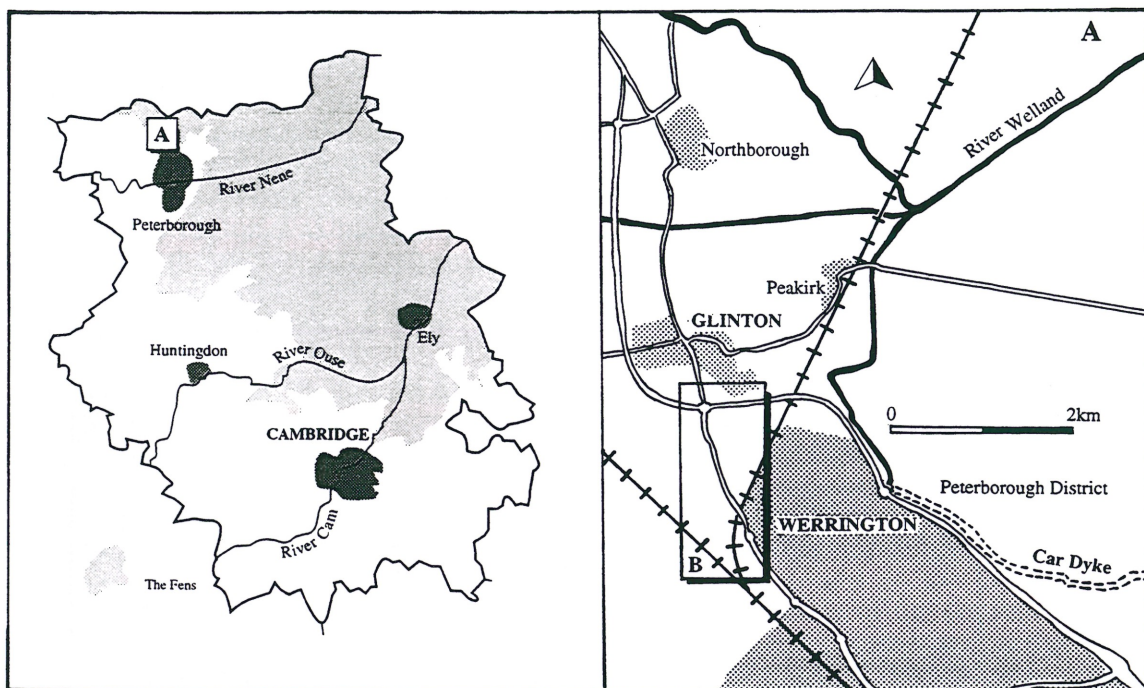 A
River Nene
Peterborough
Ely
Huntingdon
River Ouse
CAMBRIDGE
River Cam
The Fens
A
River Welland
Northborough
Peakirk
GLINTON
0 2km
Peterborough District
WERRINGTON
Car Dyke
B